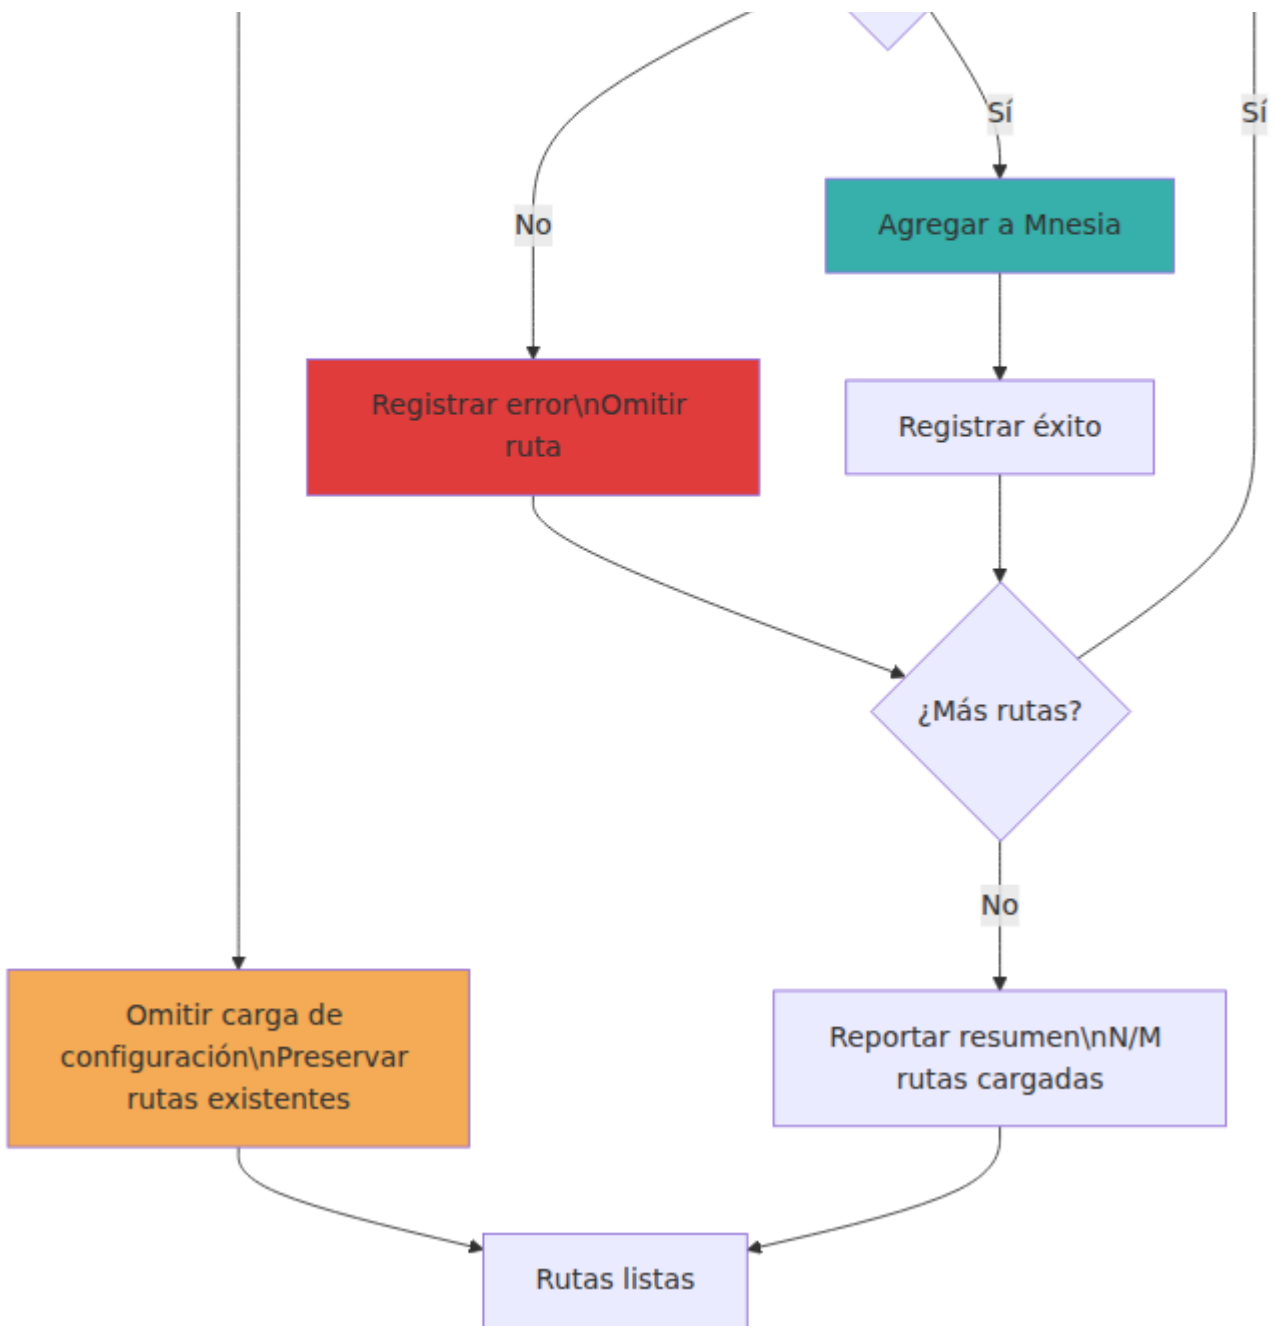 Sí
Sí
No
Agregar a Mnesia
Registrar error\nOmitir
ruta
Registrar éxito
¿Más rutas?
No
Omitir carga de
configuración\nPreservar
rutas existentes
Reportar resumen\nN/M
rutas cargadas
Rutas listas